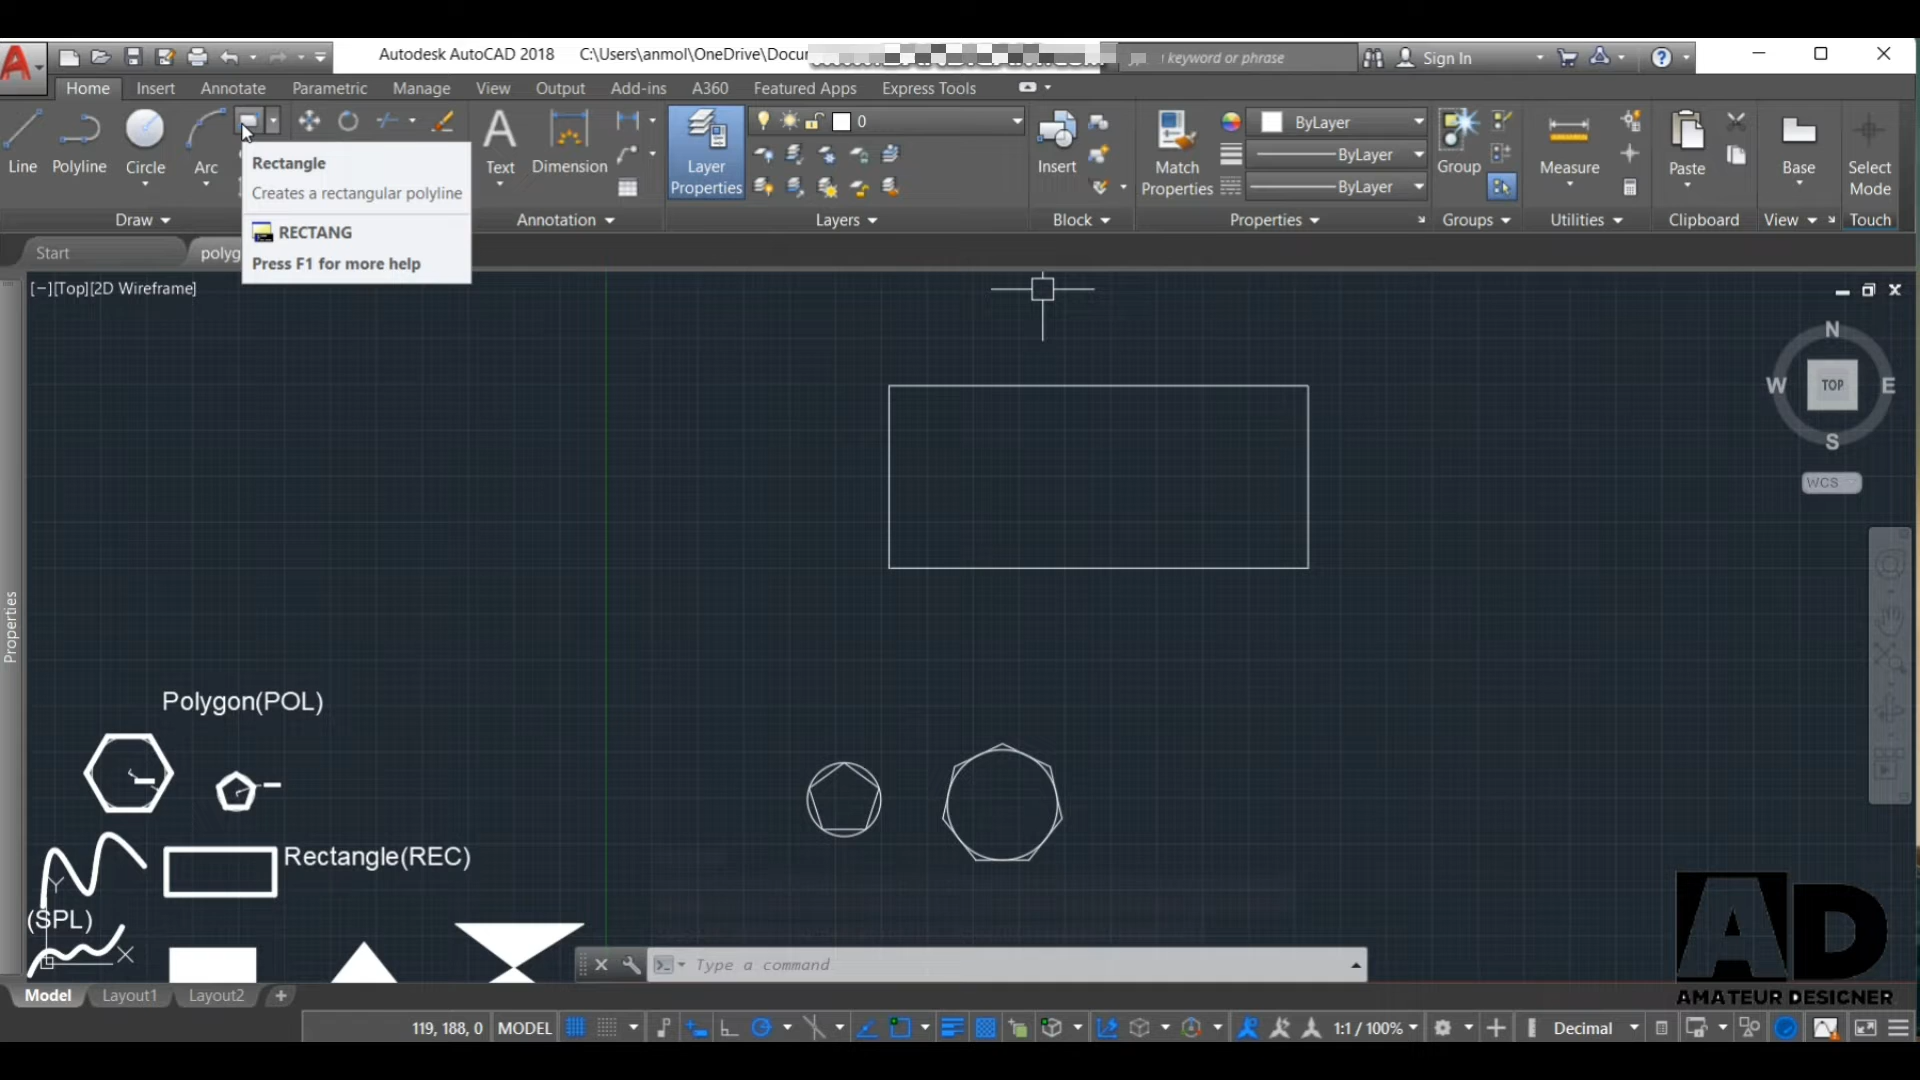 Autodesk AutoCAD 2018 C:\Users\anmol\OneDrive\Docu
keyword or phrase
Sign In
Home Insert Annotate Parametric Manage View Output Add-ins A360 Featured Apps Express Tools
Line Polyline Circle Arc
Rectangle
Creates a rectangular polyline
RECTANG
Press F1 for more help
Text Dimension
Layer
Properties
0
Insert
Match
Properties
ByLayer
ByLayer
ByLayer
Group
Measure
Paste
Base
Select
Mode
Draw Annotation Layers Block Properties Groups Utilities Clipboard View Touch
Start polyg
[−][Top][2D Wireframe]
N
W TOP E
S
WCS
Properties
Polygon(POL)
Rectangle(REC)
(SPL)
Y
X
Type a command
AD
AMATEUR DESIGNER
Model Layout1 Layout2
119, 188, 0 MODEL 1:1 / 100% Decimal